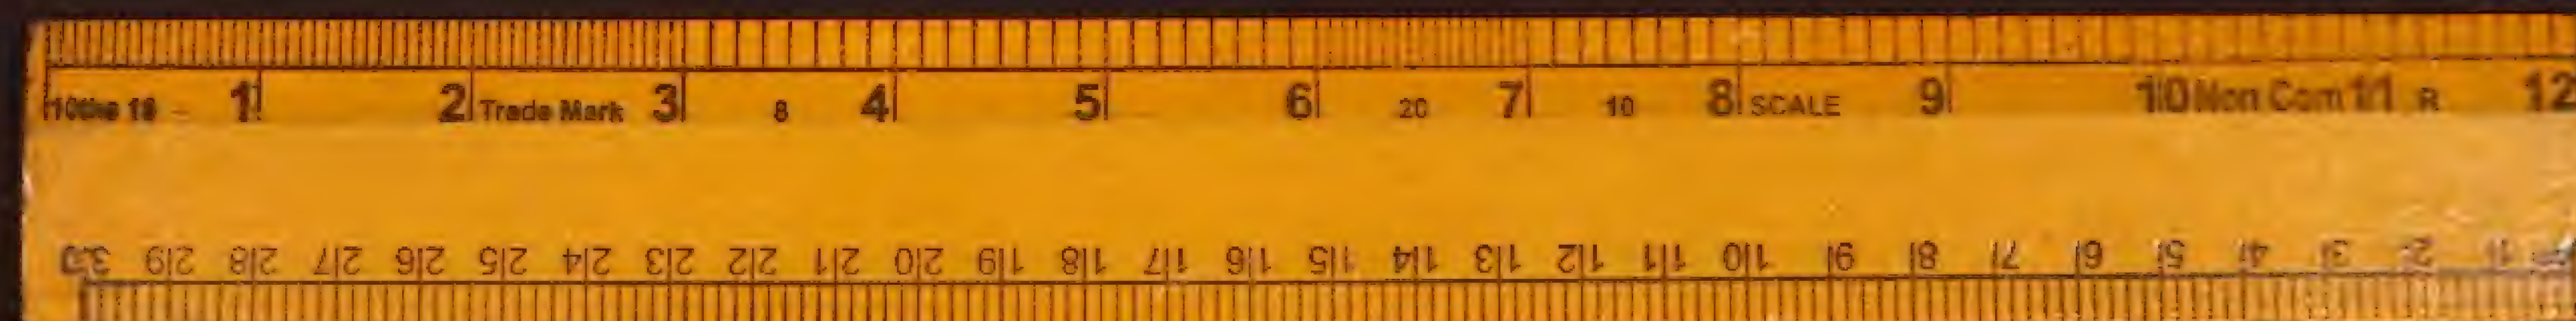 10ths 16 1 2 Trade Mark 3 8 4 5 6 20 7 10 8 SCALE 9 10 Non Com 11 R 12
30 29 28 27 26 25 24 23 22 21 20 19 18 17 16 15 14 13 12 11 10 9 8 7 6 5 4 3 2 1